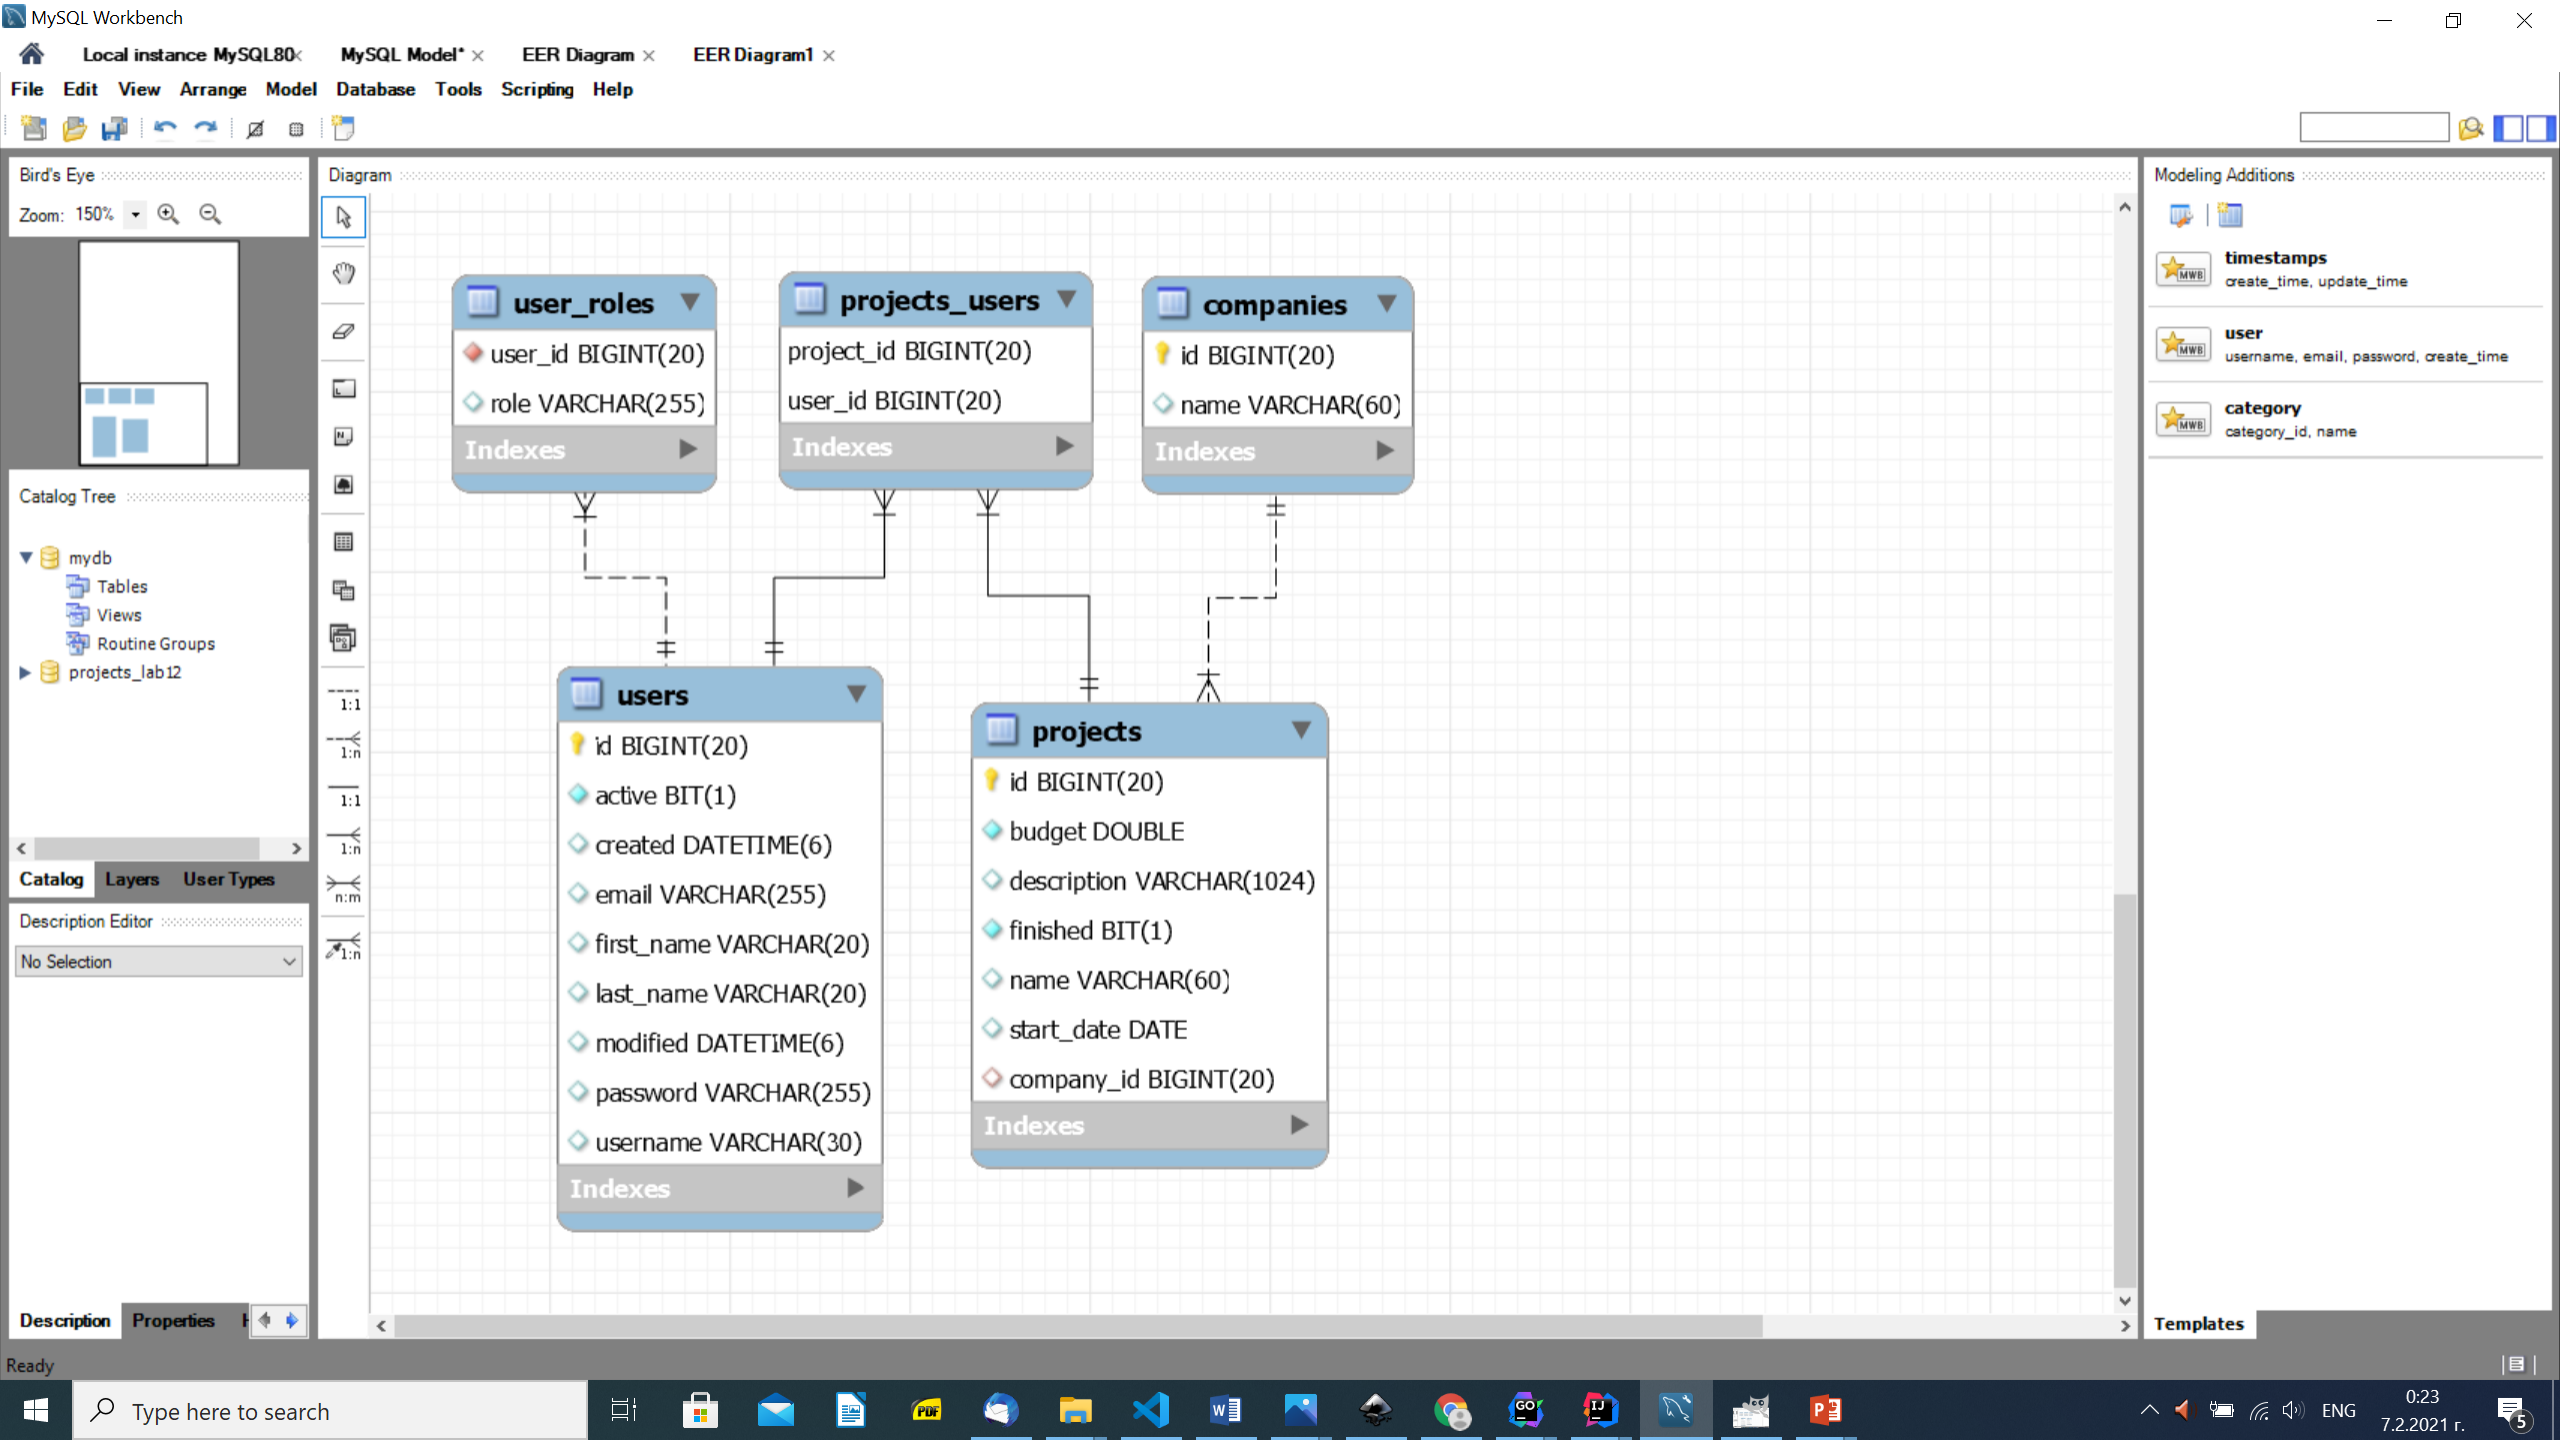 MySQL Workbench
Local instance MySQL80
MySQL Model*
EER Diagram
EER Diagram1
File Edit View Arrange Model Database Tools Scripting Help
Bird's Eye
Zoom: 150%
Catalog Tree
mydb
Tables
Views
Routine Groups
projects_lab12
Catalog Layers User Types
Description Editor
No Selection
Description Properties
Diagram
1:1
1:n
1:1
1:n
n:m
1:n
user_roles
user_id BIGINT(20)
role VARCHAR(255)
Indexes
projects_users
project_id BIGINT(20)
user_id BIGINT(20)
Indexes
companies
id BIGINT(20)
name VARCHAR(60)
Indexes
users
id BIGINT(20)
active BIT(1)
created DATETIME(6)
email VARCHAR(255)
first_name VARCHAR(20)
last_name VARCHAR(20)
modified DATETIME(6)
password VARCHAR(255)
username VARCHAR(30)
Indexes
projects
id BIGINT(20)
budget DOUBLE
description VARCHAR(1024)
finished BIT(1)
name VARCHAR(60)
start_date DATE
company_id BIGINT(20)
Indexes
Modeling Additions
MWB
timestamps
create_time, update_time
MWB
user
username, email, password, create_time
MWB
category
category_id, name
Templates
Ready
Type here to search
PDF
W
GO
IJ
P
ENG
0:23
7.2.2021 г.
5